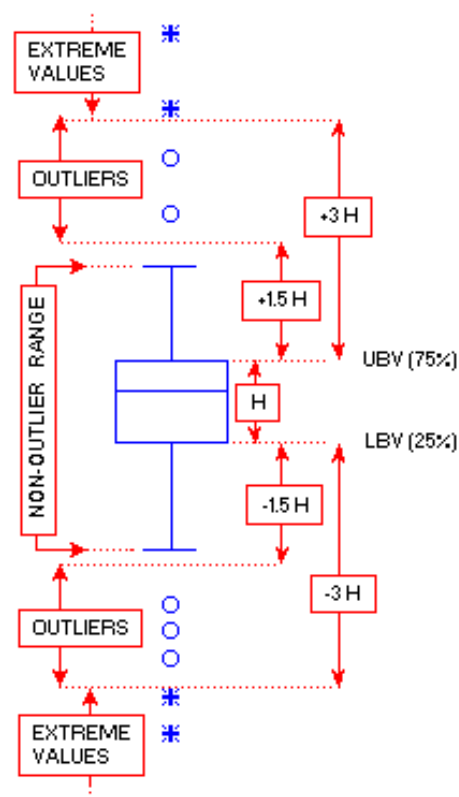 EXTREME
VALUES
OUTLIERS
+3 H
+1.5 H
NON-OUTLIER RANGE
UBV (75%)
H
LBV (25%)
-1.5 H
-3 H
OUTLIERS
EXTREME
VALUES